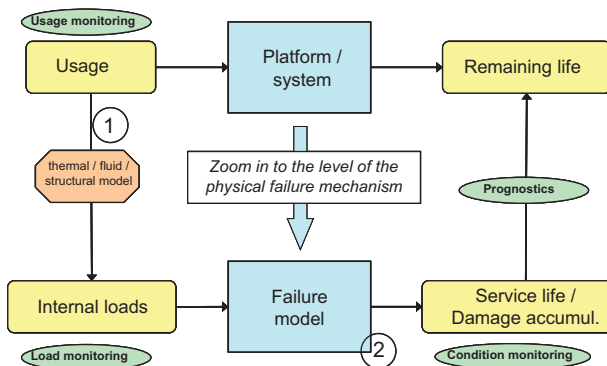 Usage monitoring
Usage
Platform /
system
Remaining life
1
thermal / fluid /
structural model
Zoom in to the level of the
physical failure mechanism
Prognostics
Internal loads
Failure
model
2
Service life /
Damage accumul.
Load monitoring
Condition monitoring